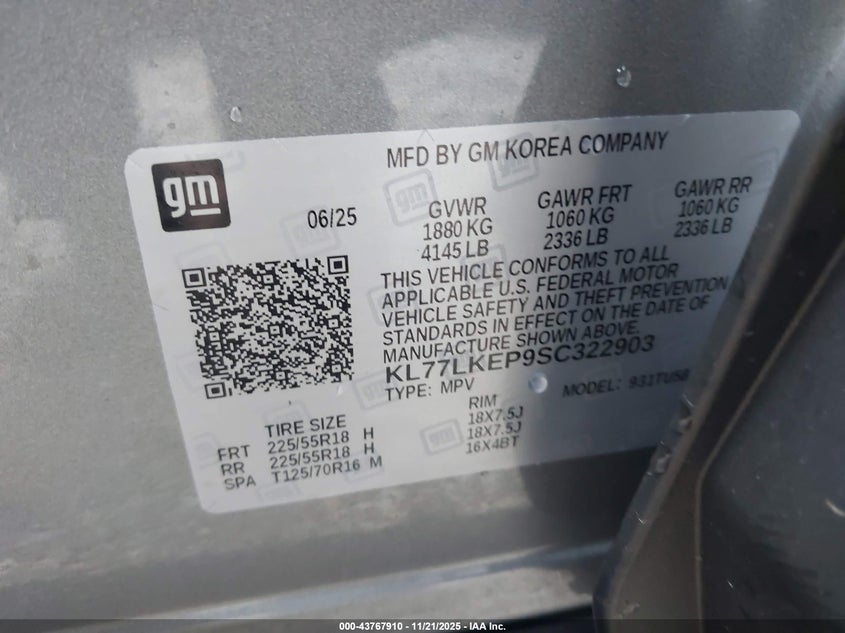 MFD BY GM KOREA COMPANY
gm
06/25
GVWR
1880 KG
4145 LB
GAWR FRT
1060 KG
2336 LB
GAWR RR
1060 KG
2336 LB
THIS VEHICLE CONFORMS TO ALL
APPLICABLE U.S. FEDERAL MOTOR
VEHICLE SAFETY AND THEFT PREVENTION
STANDARDS IN EFFECT ON THE DATE OF
MANUFACTURE SHOWN ABOVE.
KL77LKEP9SC322903
TYPE: MPV
MODEL: 931TU58
TIRE SIZE
RIM
FRT 225/55R18 H 18X7.5J
RR 225/55R18 H 18X7.5J
SPA T125/70R16 M 16X4BT
000-43767910 - 11/21/2025 - IAA Inc.